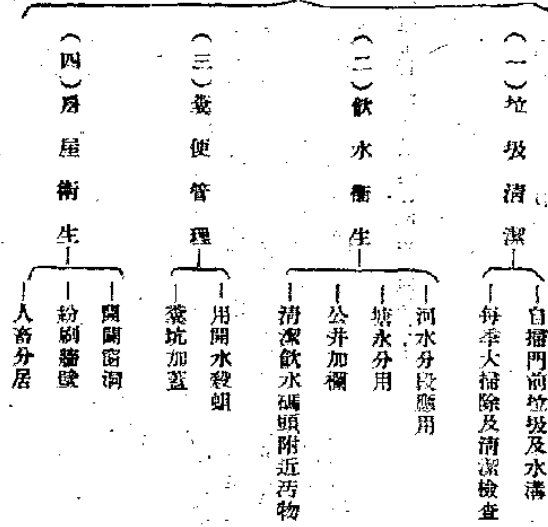 （一）垃圾清潔
自掃門前垃圾及水溝
每季大掃除及清潔檢查
（二）飲水衛生
河水分段應用
塘水分用
公井加欄
清潔飲水碼頭附近汚物
（三）糞便管理
用開水殺蛆
糞坑加蓋
（四）房屋衛生
開闢窗洞
粉刷牆壁
人畜分居